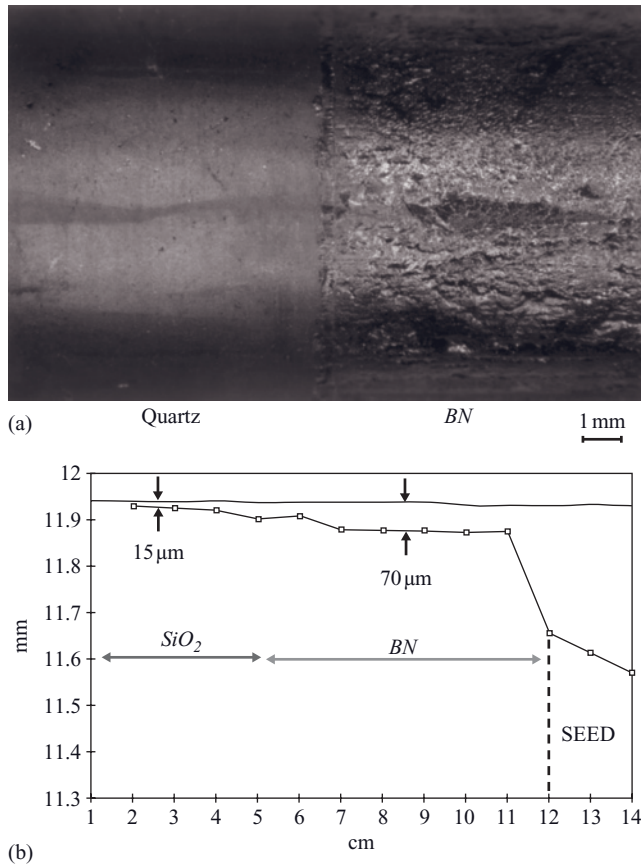 (a)
Quartz
BN
1 mm
12
11.9
11.8
11.7
11.6
11.5
11.4
11.3
mm
15 µm
70 µm
SiO₂
BN
SEED
1 2 3 4 5 6 7 8 9 10 11 12 13 14
cm
(b)